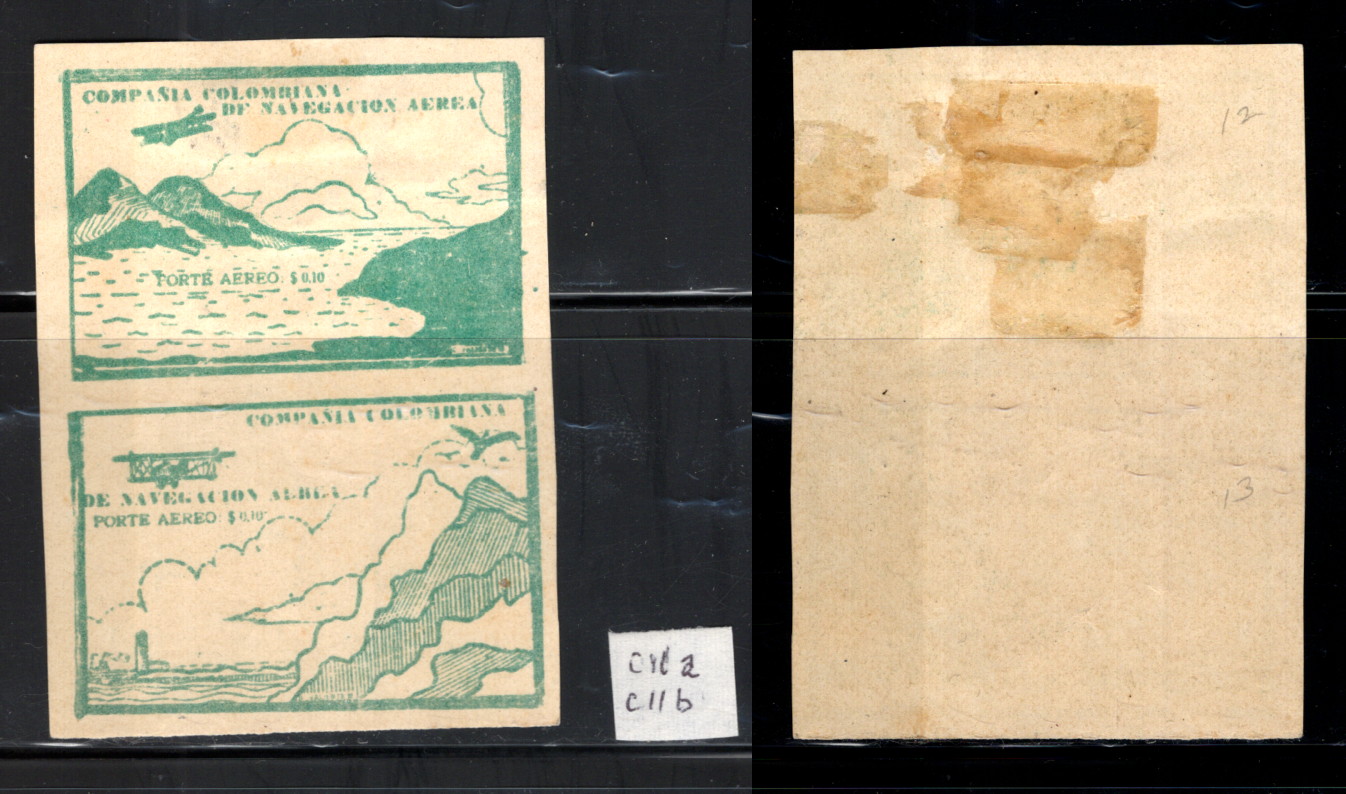 COMPAÑIA COLOMBIANA
DE NAVEGACION AEREA
PORTE AEREO: $ 0.10
COMPAÑIA COLOMBIANA
DE NAVEGACION AEREA
PORTE AEREO: $ 0.10
C11a
C11b
12
13